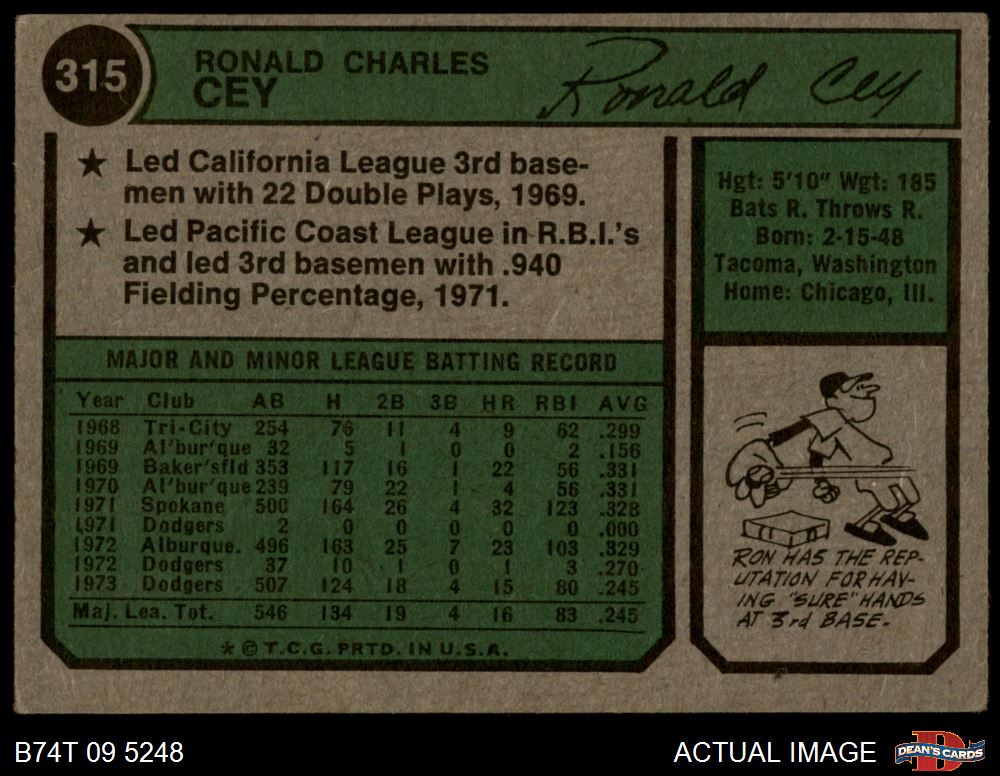 315
RONALD CHARLES
CEY
Ronald Cey
★ Led California League 3rd base-
men with 22 Double Plays, 1969.
★ Led Pacific Coast League in R.B.I.'s
and led 3rd basemen with .940
Fielding Percentage, 1971.
Hgt: 5'10" Wgt: 185
Bats R. Throws R.
Born: 2-15-48
Tacoma, Washington
Home: Chicago, Ill.
MAJOR AND MINOR LEAGUE BATTING RECORD
Year Club AB H 2B 3B HR RBI AVG
1968 Tri-City 254 76 11 4 9 62 .299
1969 Al'bur'que 32 5 1 0 0 2 .156
1969 Baker'sfld 353 117 16 1 22 56 .331
1970 Al'bur'que 239 79 22 1 4 56 .331
1971 Spokane 500 164 26 4 32 123 .328
1971 Dodgers 2 0 0 0 0 0 .000
1972 Alburque. 496 163 25 7 23 103 .329
1972 Dodgers 37 10 1 0 1 3 .270
1973 Dodgers 507 124 18 4 15 80 .245
Maj. Lea. Tot. 546 134 19 4 16 83 .245
* © T.C.G. PRTD. IN U.S.A.
RON HAS THE REP-
UTATION FOR HAV-
ING "SURE" HANDS
AT 3rd BASE.
B74T 09 5248
ACTUAL IMAGE
D
DEAN'S CARDS